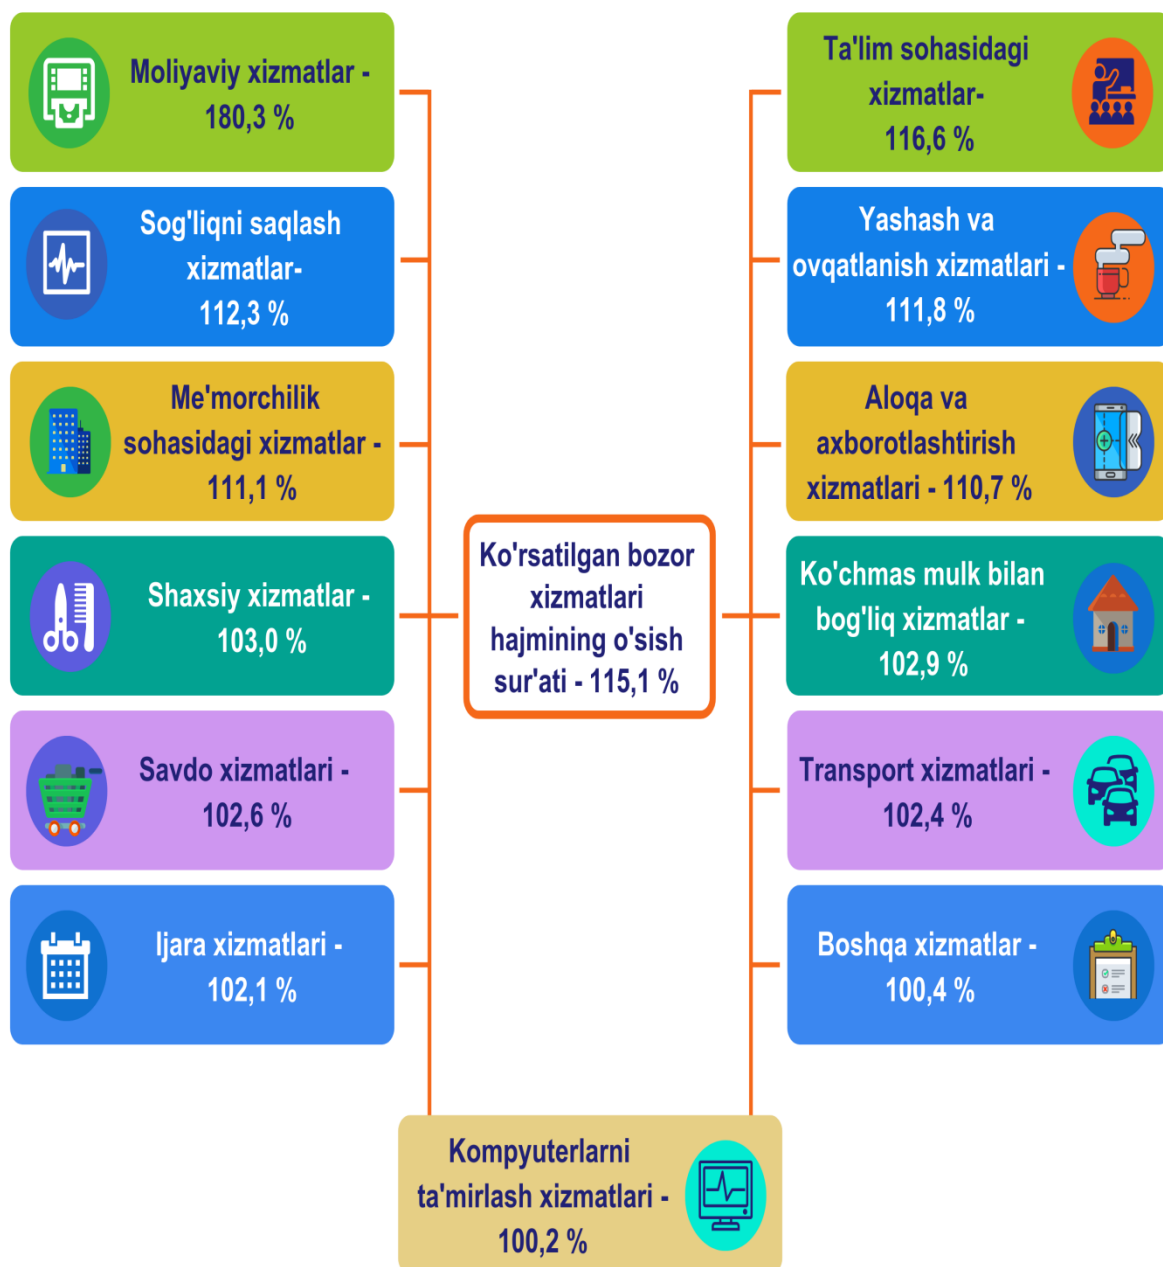 Moliyaviy xizmatlar -
180,3 %
Ta'lim sohasidagi
xizmatlar-
116,6 %
Sog'liqni saqlash
xizmatlar-
112,3 %
Yashash va
ovqatlanish xizmatlari -
111,8 %
Me'morchilik
sohasidagi xizmatlar -
111,1 %
Aloqa va
axborotlashtirish
xizmatlari - 110,7 %
Ko'rsatilgan bozor
xizmatlari
hajmining o'sish
sur'ati - 115,1 %
Shaxsiy xizmatlar -
103,0 %
Ko'chmas mulk bilan
bog'liq xizmatlar -
102,9 %
Savdo xizmatlari -
102,6 %
Transport xizmatlari -
102,4 %
Ijara xizmatlari -
102,1 %
Boshqa xizmatlar -
100,4 %
Kompyuterlarni
ta'mirlash xizmatlari -
100,2 %